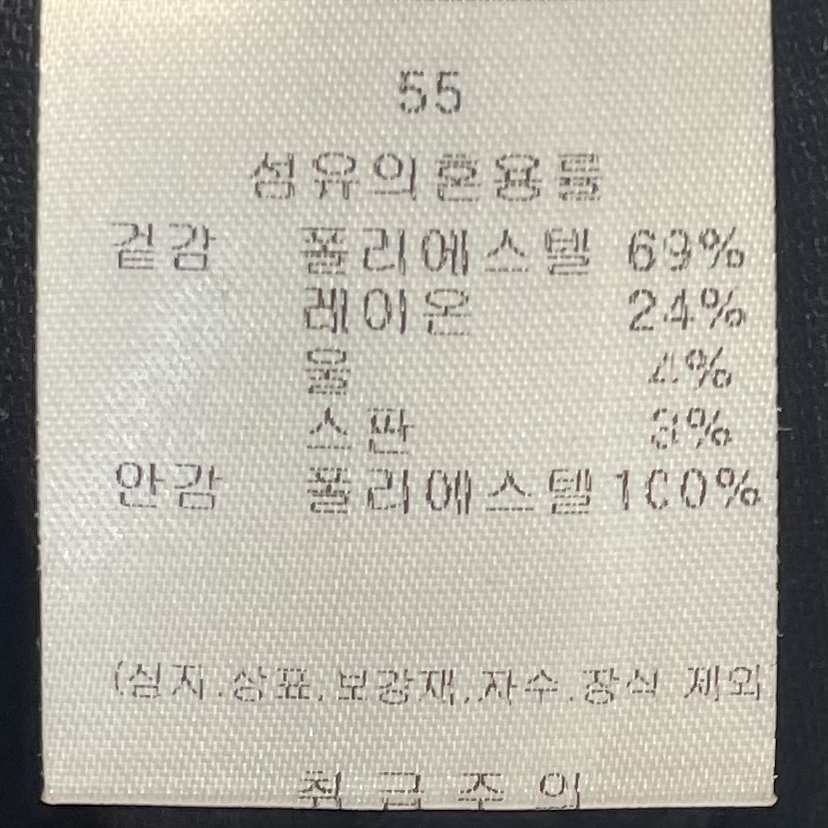 55
섬유의혼용률
겉감 폴리에스텔 69%
레이온 24%
울 4%
스판 3%
안감 폴리에스텔 100%
(심지.상표.보강재.자수.장식 제외
취급주의